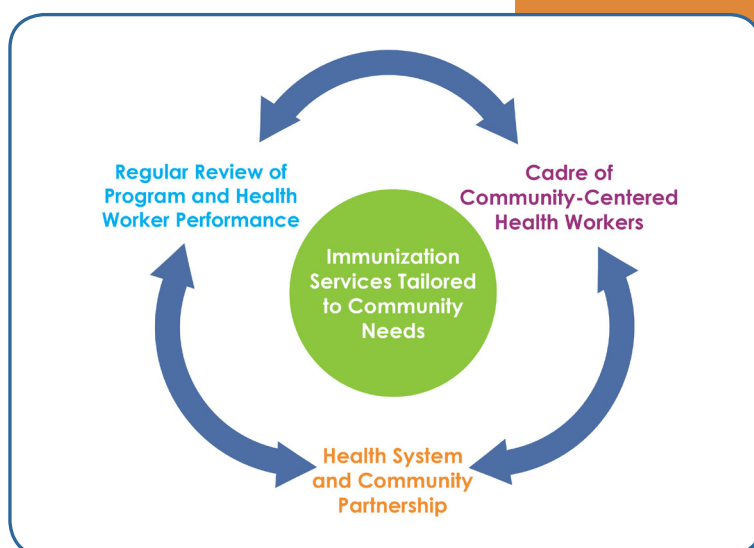 Regular Review of
Program and Health
Worker Performance
Cadre of
Community-Centered
Health Workers
Immunization
Services Tailored
to Community
Needs
Health System
and Community
Partnership